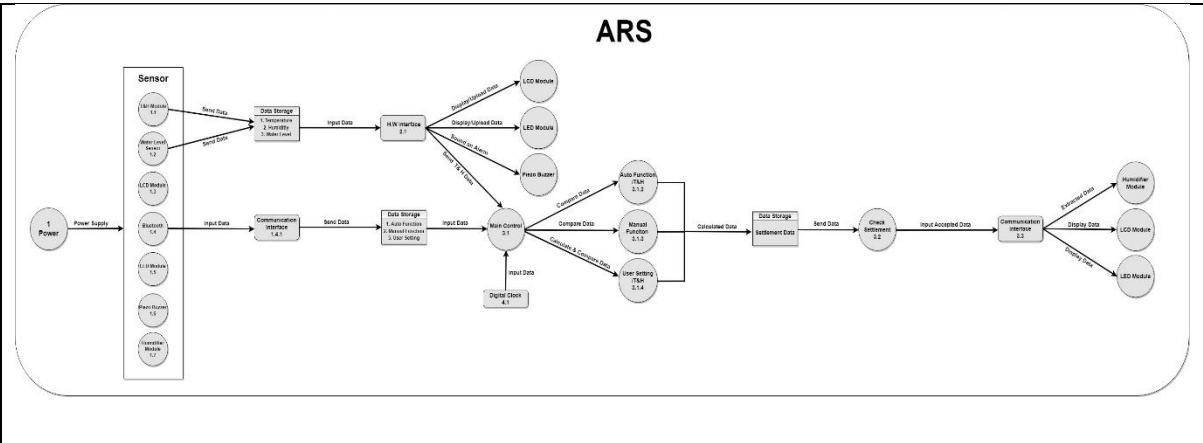 ARS
Sensor
T&H Module
1.1
Water Level
Sensor
1.2
LCD Module
1.3
Bluetooth
1.4
LED Module
1.5
Piezo Buzzer
1.6
Humidifier
Module
1.7
1
Power
Power Supply
Send Data
Send Data
Data Storage
1. Temperature
2. Humidity
3. Water Level
Input Data
H.W Interface
2.1
Display/Upload Data
Display/Upload Data
Sound on Alarm
Send T& H Data
LCD Module
LED Module
Piezo Buzzer
Input Data
Communication
Interface
1.4.1
Send Data
Data Storage
1. Auto Function
2. Manual Function
3. User Setting
Input Data
Main Control
3.1
Input Data
Digital Clock
4.1
Compare Data
Compare Data
Calculate & Compare Data
Auto Function
:T&H
3.1.2
Manual
Function
3.1.3
User Setting
:T&H
3.1.4
Calculated Data
Data Storage
Settlement Data
Send Data
Check
Settlement
3.2
Input Accepted Data
Communication
Interface
Extracted Data
Display Data
Display Data
Humidifier
Module
LCD Module
LED Module